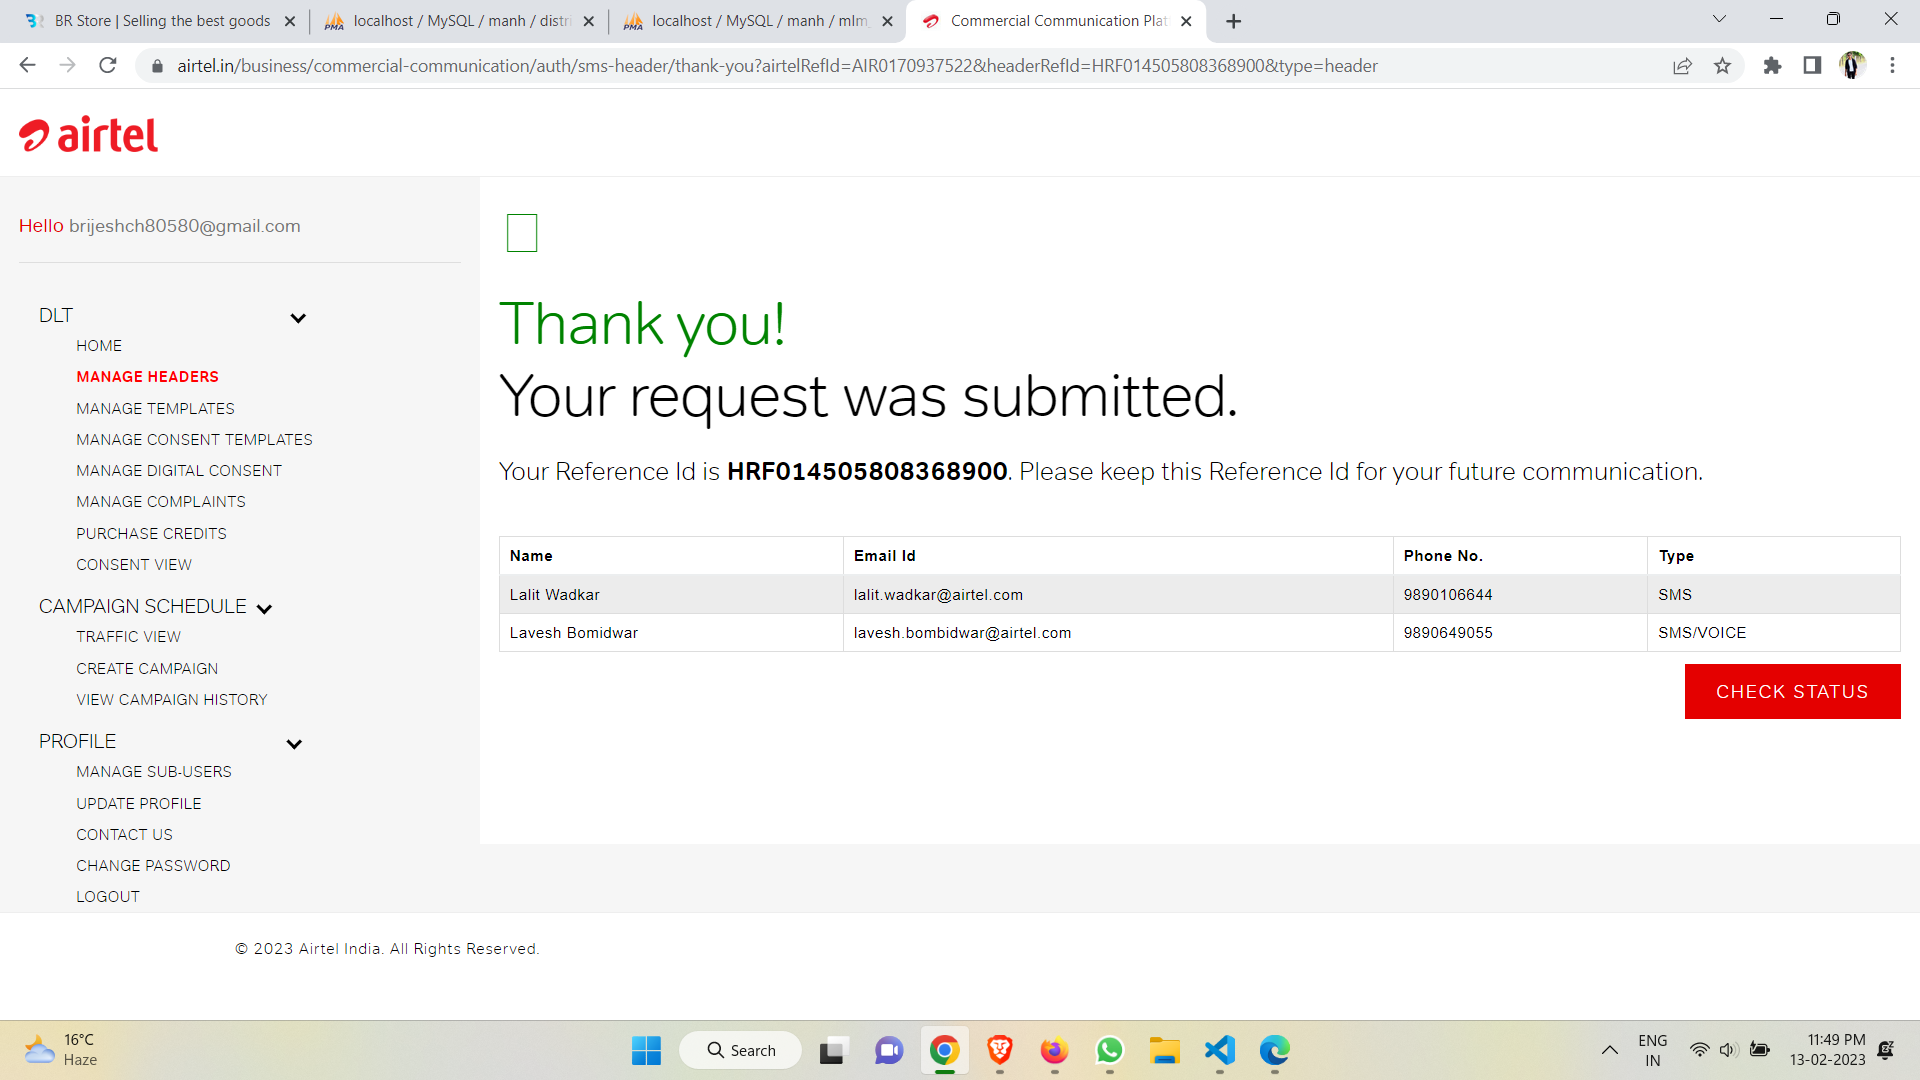 BR Store | Selling the best goods
localhost / MySQL / manh / distri
localhost / MySQL / manh / mlm_
Commercial Communication Plat
airtel.in/business/commercial-communication/auth/sms-header/thank-you?airtelRefId=AIR0170937522&headerRefId=HRF014505808368900&type=header
airtel
Hello brijeshch80580@gmail.com
DLT
HOME
MANAGE HEADERS
MANAGE TEMPLATES
MANAGE CONSENT TEMPLATES
MANAGE DIGITAL CONSENT
MANAGE COMPLAINTS
PURCHASE CREDITS
CONSENT VIEW
CAMPAIGN SCHEDULE
TRAFFIC VIEW
CREATE CAMPAIGN
VIEW CAMPAIGN HISTORY
PROFILE
MANAGE SUB-USERS
UPDATE PROFILE
CONTACT US
CHANGE PASSWORD
LOGOUT
Thank you!
Your request was submitted.
Your Reference Id is HRF014505808368900. Please keep this Reference Id for your future communication.
Name Email Id Phone No. Type
Lalit Wadkar lalit.wadkar@airtel.com 9890106644 SMS
Lavesh Bomidwar lavesh.bombidwar@airtel.com 9890649055 SMS/VOICE
CHECK STATUS
© 2023 Airtel India. All Rights Reserved.
16°C
Haze
Search
ENG
IN
11:49 PM
13-02-2023